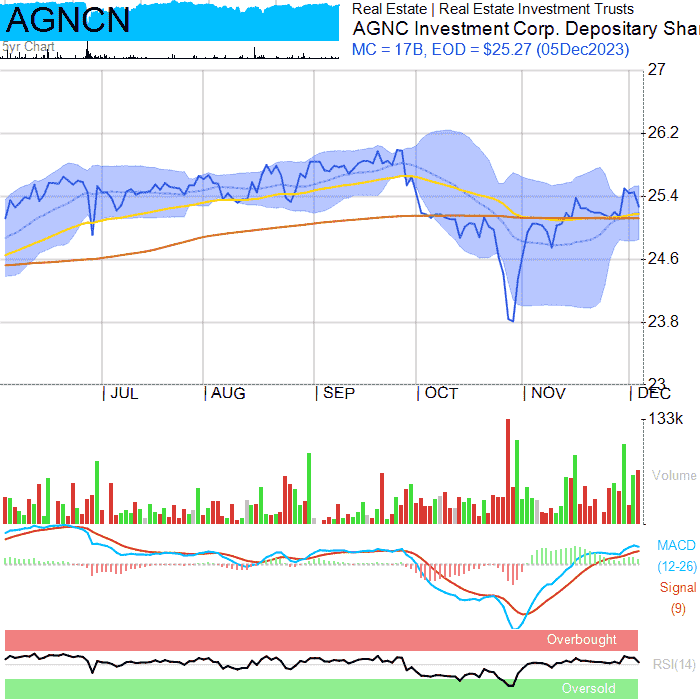 AGNCN
5yr Chart
Real Estate | Real Estate Investment Trusts
AGNC Investment Corp. Depositary Shar
MC = 17B, EOD = $25.27 (05Dec2023)
27
26.2
25.4
24.6
23.8
23
JUL AUG SEP OCT NOV DEC
133k
Volume
MACD
(12-26)
Signal
(9)
Overbought
RSI(14)
Oversold